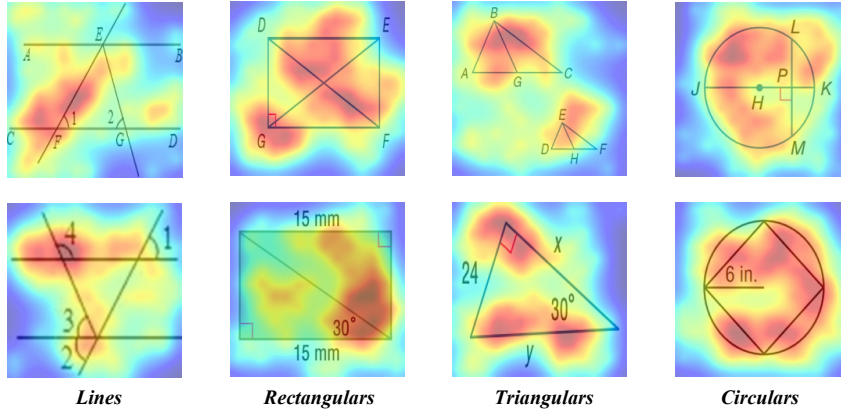 E
A
B
1
2
C
F
G
D
D
E
G
F
B
A
G
C
E
D
H
F
L
J
H
P
K
M
4
1
3
2
15 mm
30°
15 mm
24
x
30°
y
6 in.
Lines
Rectangulars
Triangulars
Circulars